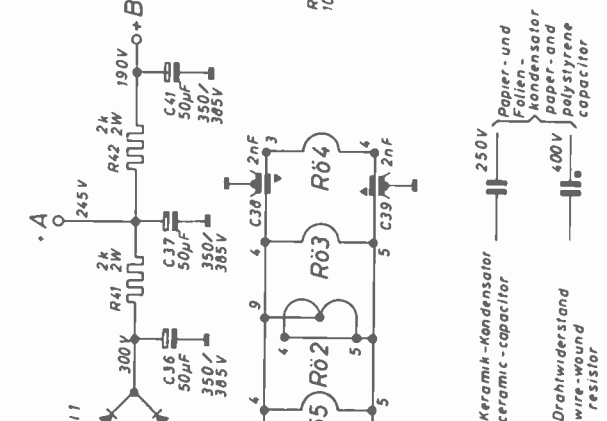 +B
190V
C41
50µF
350/
385V
2k
2W
R42
A
245V
C37
50µF
350/
385V
2k
2W
R41
300V
C36
50µF
350/
385V
2nF
C38
3
4
Rö4
2nF
C39
4
Rö3
5
9
4
Rö2
5
4
5
250V
400V
Papier-und
Folien-
kondensator
paper-and
polystyrene
capacitor
Keramik-Kondensator
ceramic-capacitor
Drahtwiderstand
wire-wound
resistor